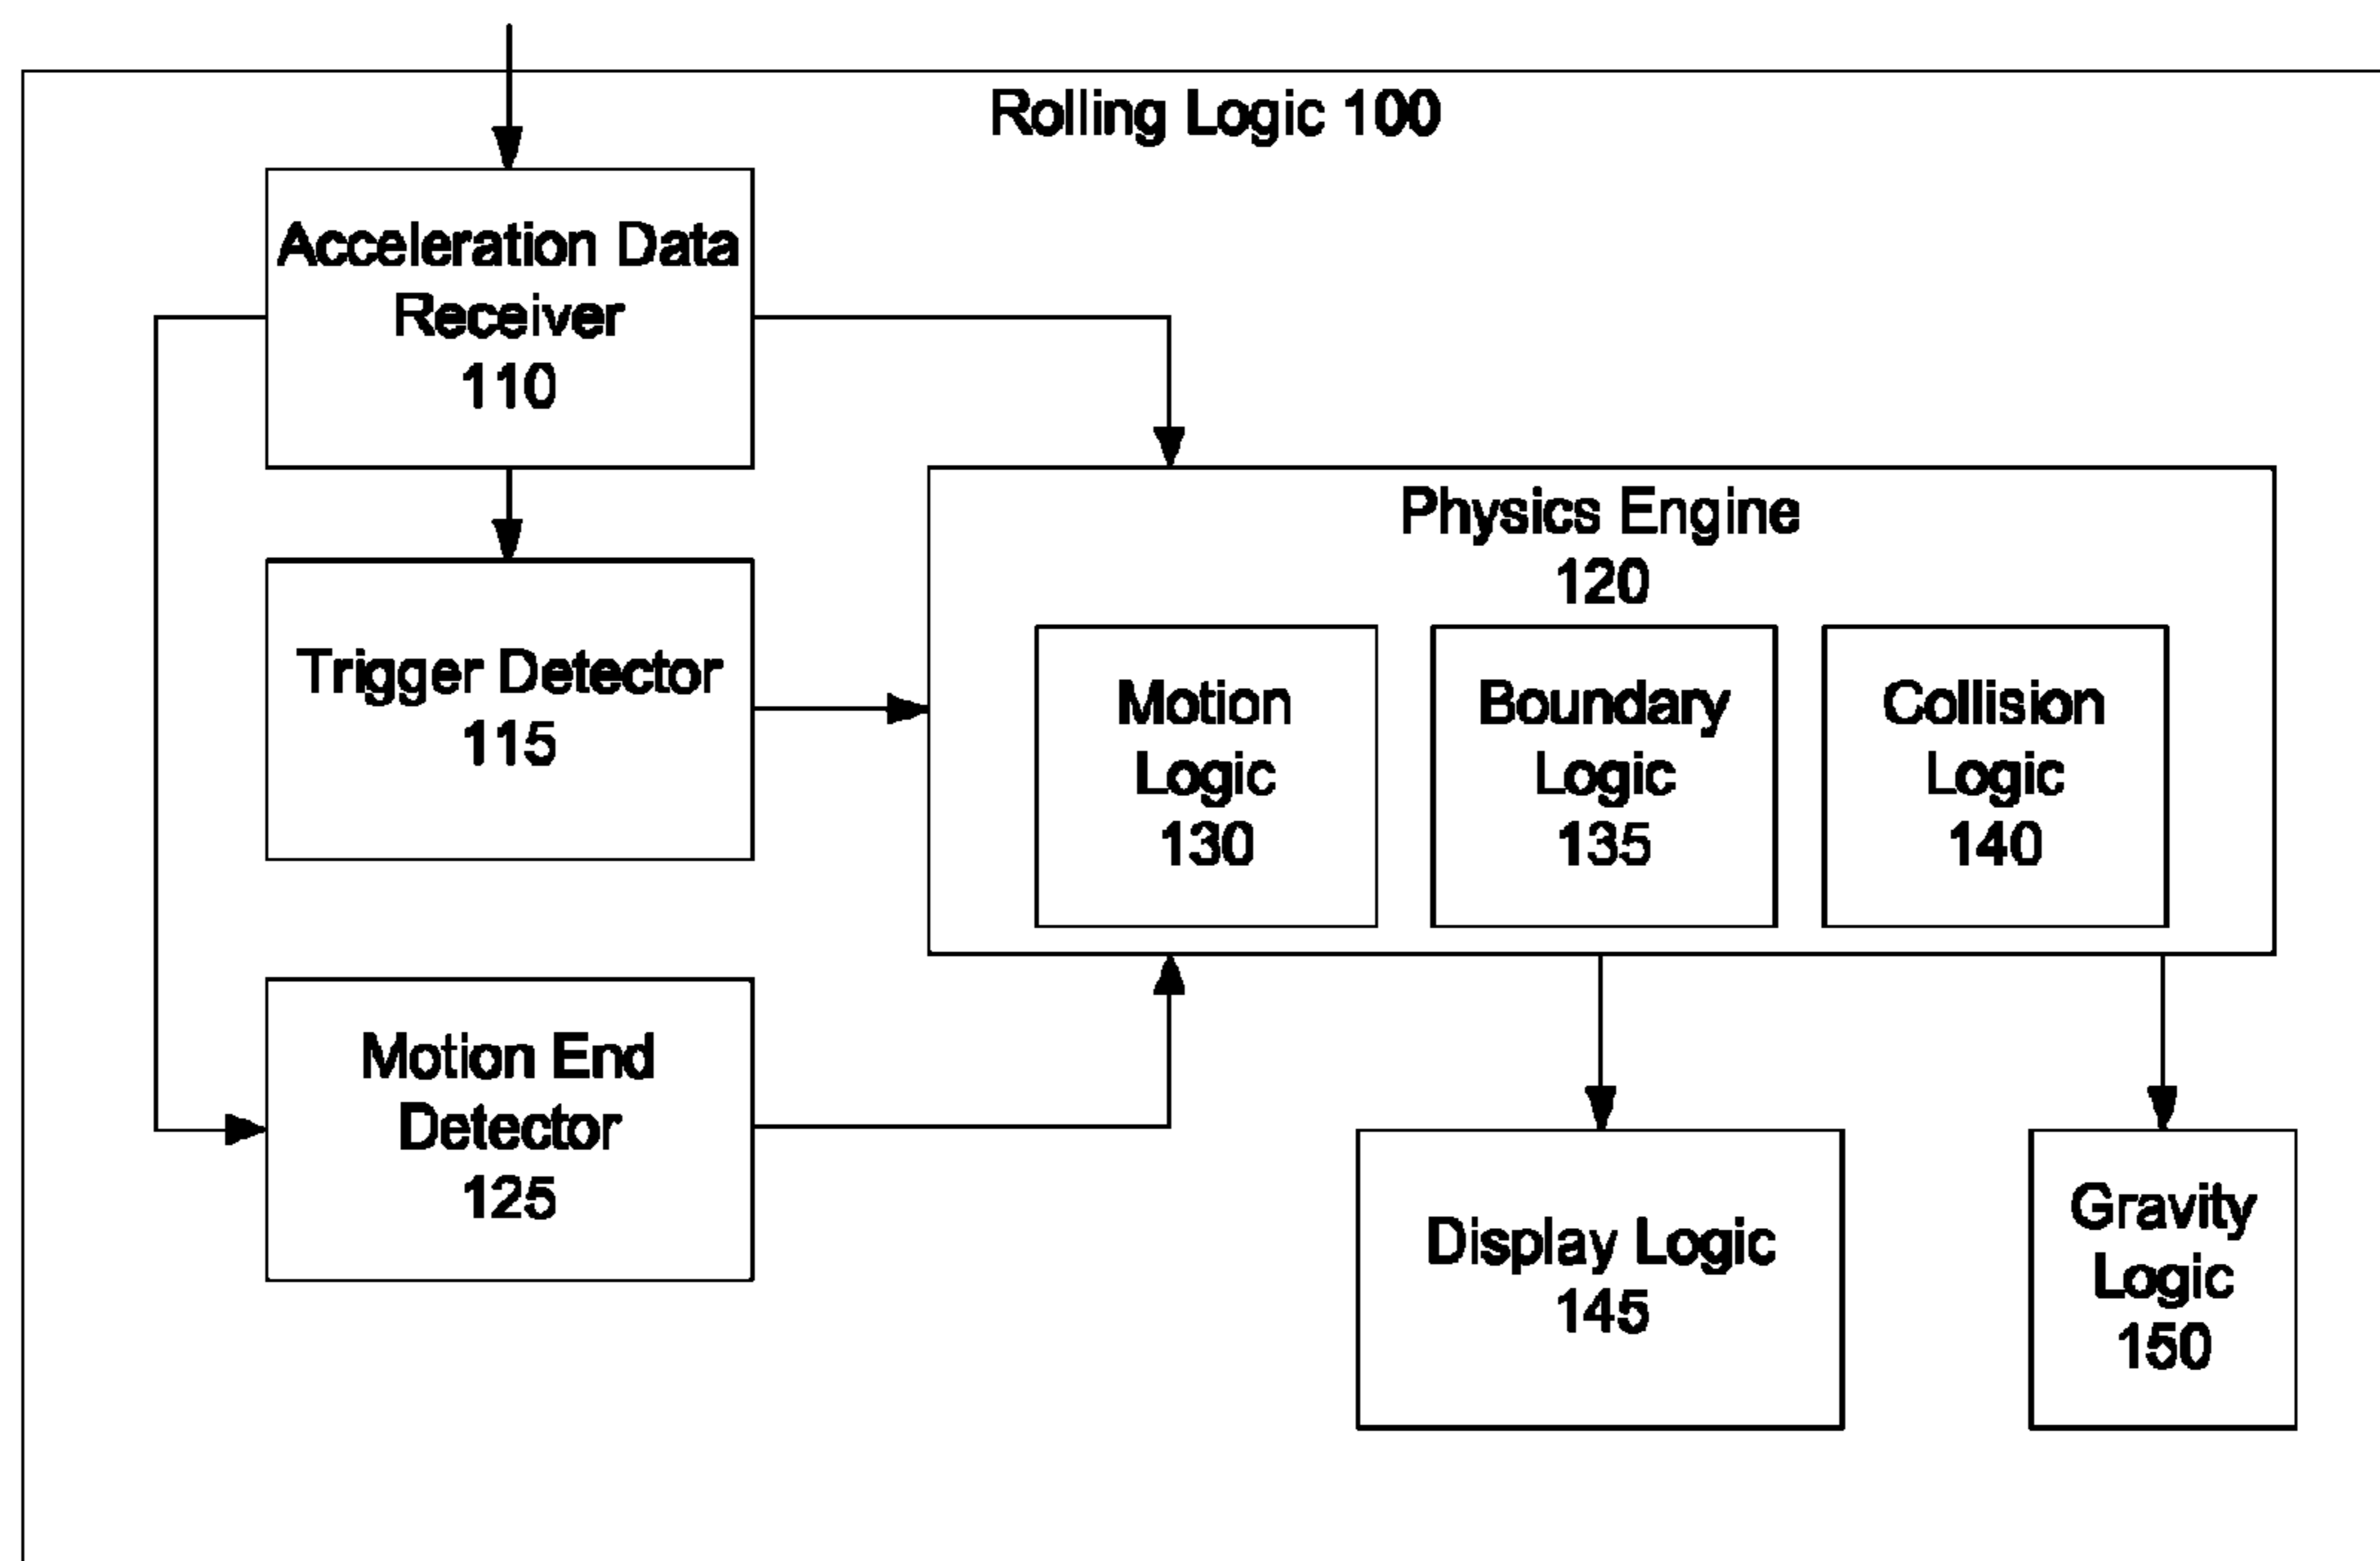 Rolling Logic 100
Acceleration Data
Receiver
110
Trigger Detector
115
Motion End
Detector
125
Physics Engine
120
Motion
Logic
130
Boundary
Logic
135
Collision
Logic
140
Display Logic
145
Gravity
Logic
150